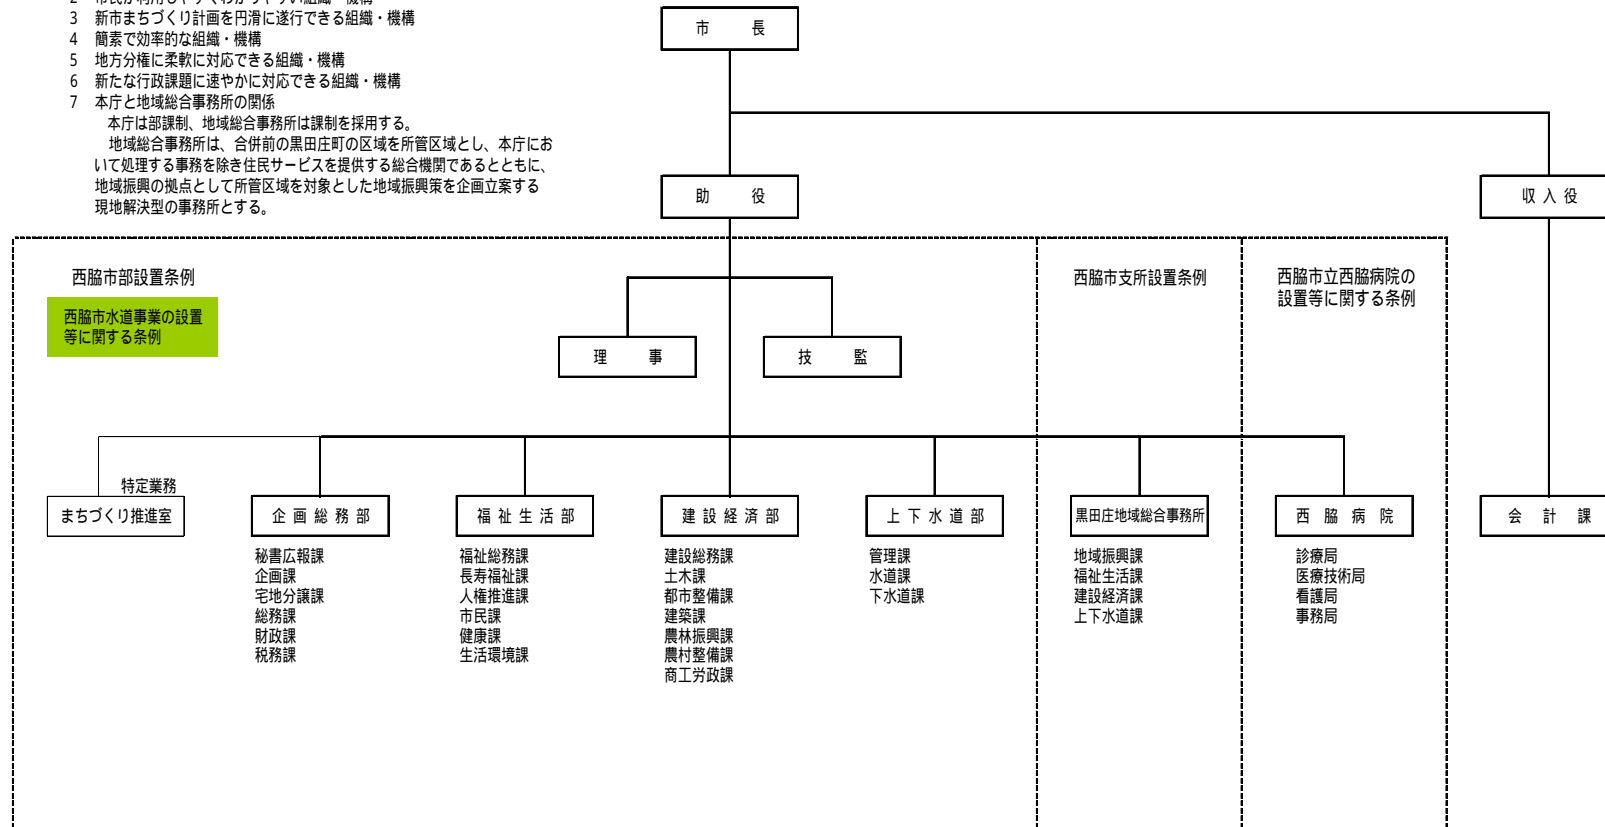 3 新市まちづくり計画を円滑に遂行できる組織・機構
4 簡素で効率的な組織・機構
5 地方分権に柔軟に対応できる組織・機構
6 新たな行政課題に速やかに対応できる組織・機構
7 本庁と地域総合事務所の関係
本庁は部課制、地域総合事務所は課制を採用する。
地域総合事務所は、合併前の黒田庄町の区域を所管区域とし、本庁にお
いて処理する事務を除き住民サービスを提供する総合機関であるとともに、
地域振興の拠点として所管区域を対象とした地域振興策を企画立案する
現地解決型の事務所とする。
市 長
助 役
収 入 役
西脇市部設置条例
西脇市水道事業の設置
等に関する条例
西脇市支所設置条例
西脇市立西脇病院の
設置等に関する条例
理 事
技 監
特定業務
まちづくり推進室
企 画 総 務 部
秘書広報課
企画課
宅地分譲課
総務課
財政課
税務課
福 祉 生 活 部
福祉総務課
長寿福祉課
人権推進課
市民課
健康課
生活環境課
建 設 経 済 部
建設総務課
土木課
都市整備課
建築課
農林振興課
農村整備課
商工労政課
上 下 水 道 部
管理課
水道課
下水道課
黒田庄地域総合事務所
地域振興課
福祉生活課
建設経済課
上下水道課
西 脇 病 院
診療局
医療技術局
看護局
事務局
会 計 課